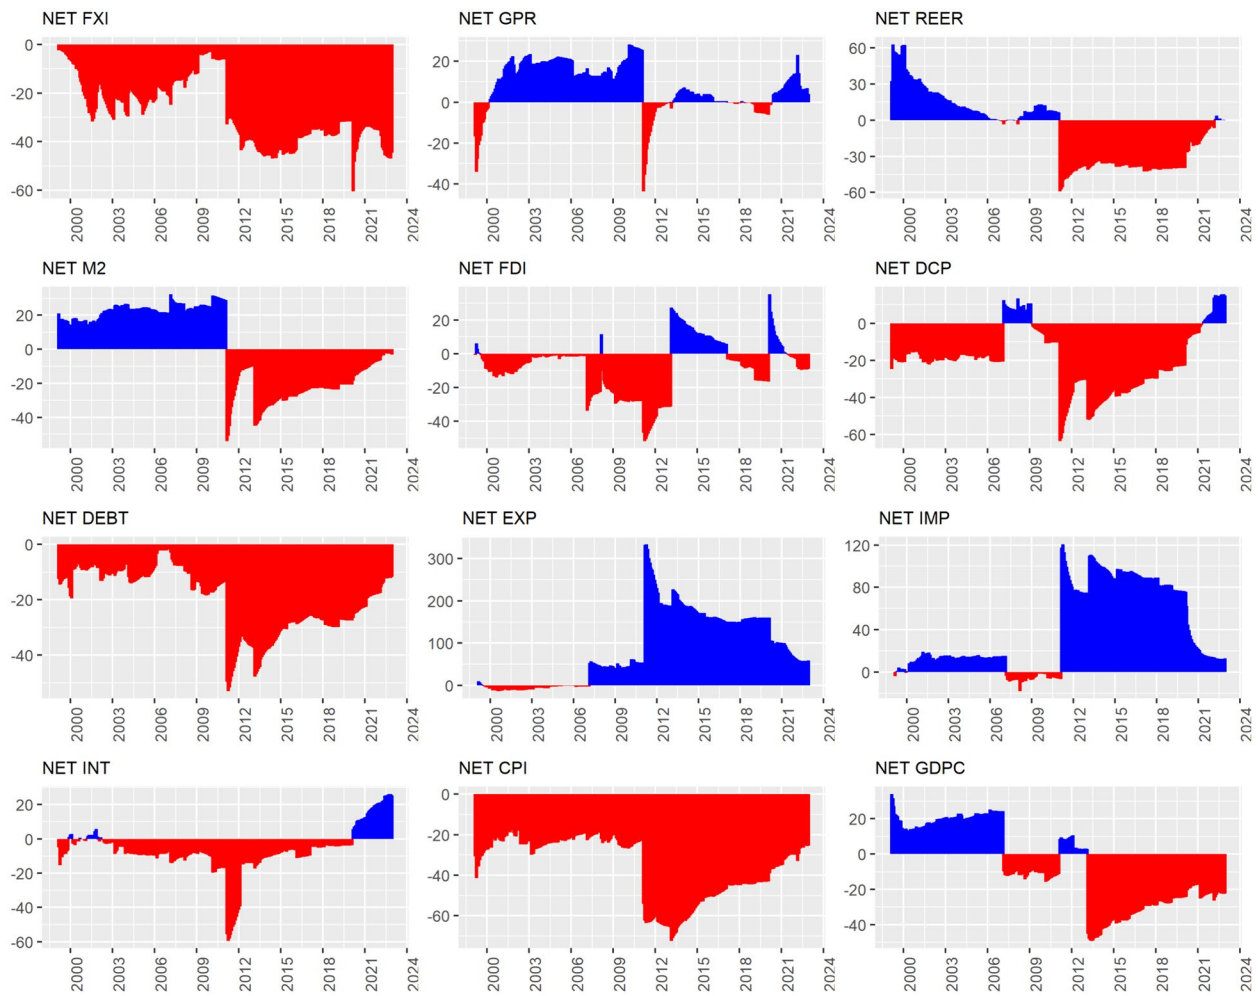 NET FXI
0
-20
-40
-60
2000 2003 2006 2009 2012 2015 2018 2021 2024
NET GPR
20
0
-20
-40
2000 2003 2006 2009 2012 2015 2018 2021 2024
NET REER
60
30
0
-30
-60
2000 2003 2006 2009 2012 2015 2018 2021 2024
NET M2
20
0
-20
-40
2000 2003 2006 2009 2012 2015 2018 2021 2024
NET FDI
20
0
-20
-40
2000 2003 2006 2009 2012 2015 2018 2021 2024
NET DCP
0
-20
-40
-60
2000 2003 2006 2009 2012 2015 2018 2021 2024
NET DEBT
0
-20
-40
2000 2003 2006 2009 2012 2015 2018 2021 2024
NET EXP
300
200
100
0
2000 2003 2006 2009 2012 2015 2018 2021 2024
NET IMP
120
80
40
0
2000 2003 2006 2009 2012 2015 2018 2021 2024
NET INT
20
0
-20
-40
-60
2000 2003 2006 2009 2012 2015 2018 2021 2024
NET CPI
0
-20
-40
-60
2000 2003 2006 2009 2012 2015 2018 2021 2024
NET GDPC
20
0
-20
-40
2000 2003 2006 2009 2012 2015 2018 2021 2024